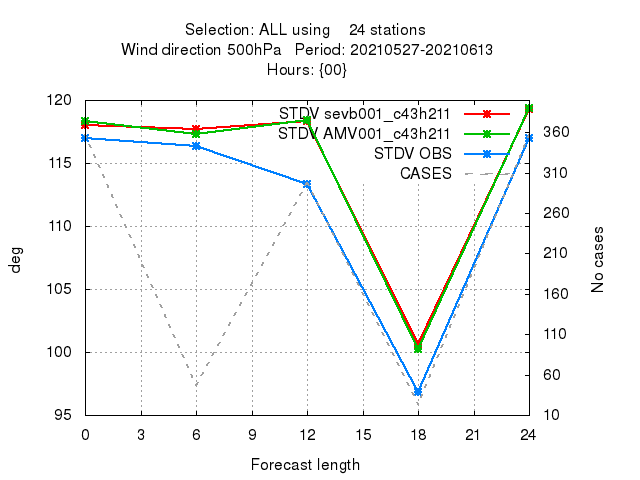 Selection: ALL using    24 stations
Wind direction 500hPa   Period: 20210527-20210613
Hours: {00}
STDV sevb001_c43h211
STDV AMV001_c43h211
STDV OBS
CASES
120
115
110
105
100
95
deg
360
310
260
210
160
110
60
10
No cases
0 3 6 9 12 15 18 21 24
Forecast length